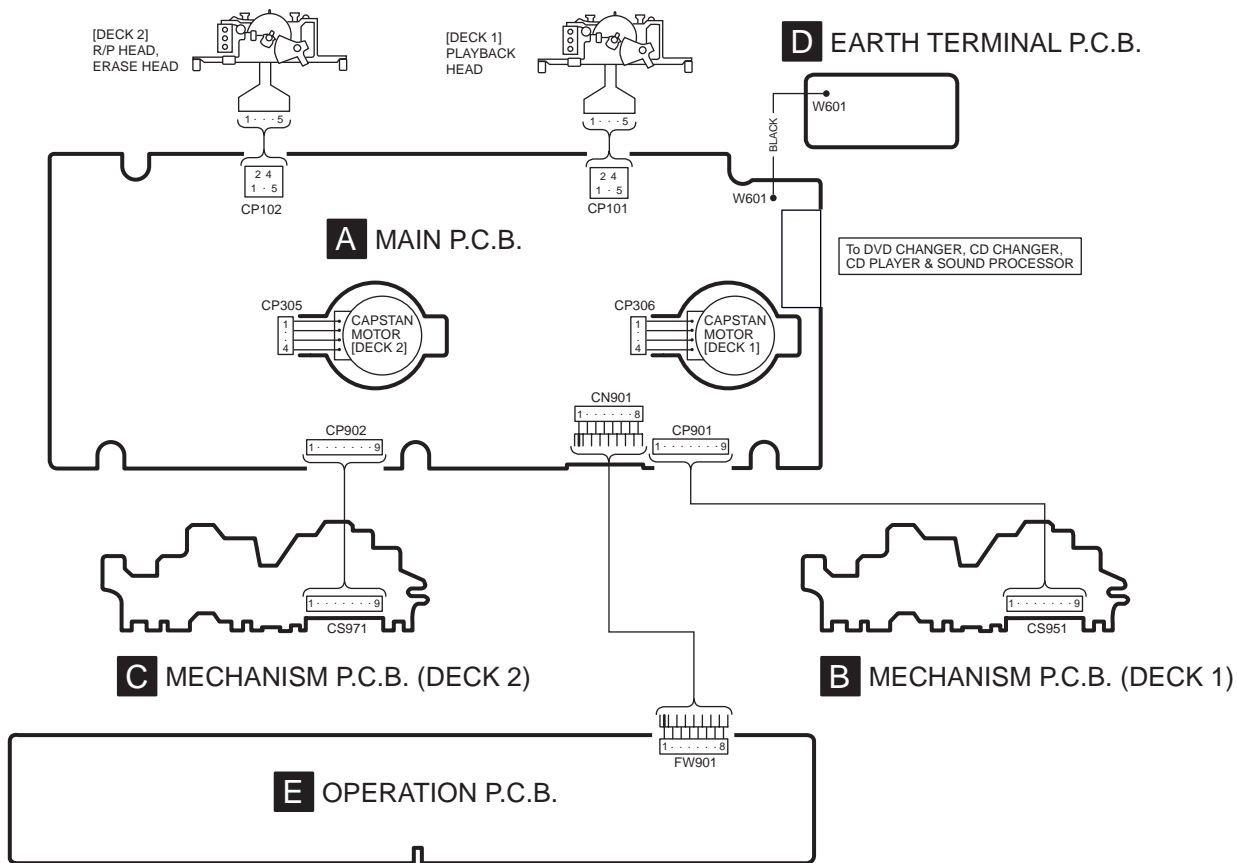 [DECK 2]
R/P HEAD,
ERASE HEAD
1 · · · 5
2 4
1 · 5
CP102
[DECK 1]
PLAYBACK
HEAD
1 · · · 5
2 4
1 · 5
CP101
D EARTH TERMINAL P.C.B.
W601
BLACK
W601
To DVD CHANGER, CD CHANGER,
CD PLAYER & SOUND PROCESSOR
A MAIN P.C.B.
CP305
1
·
·
4
CAPSTAN
MOTOR
[DECK 2]
CP306
1
·
·
4
CAPSTAN
MOTOR
[DECK 1]
CN901
1 · · · · · · 8
CP902
1 · · · · · · · 9
CP901
1 · · · · · · · 9
1 · · · · · · · 9
CS971
C MECHANISM P.C.B. (DECK 2)
1 · · · · · · · 9
CS951
B MECHANISM P.C.B. (DECK 1)
1 · · · · · · 8
FW901
E OPERATION P.C.B.